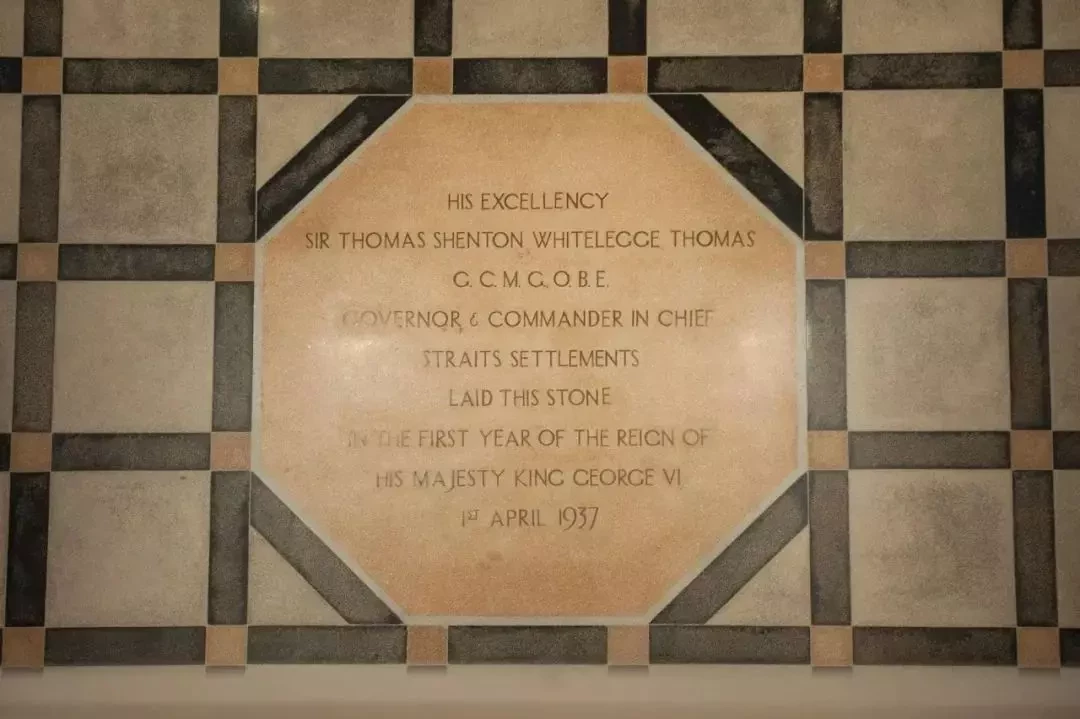 HIS EXCELLENCY
SIR THOMAS SHENTON WHITELEGGE THOMAS
G. C. M. G. O. B. E.
GOVERNOR & COMMANDER IN CHIEF
STRAITS SETTLEMENTS
LAID THIS STONE
IN THE FIRST YEAR OF THE REIGN OF
HIS MAJESTY KING GEORGE VI
1ST APRIL 1937